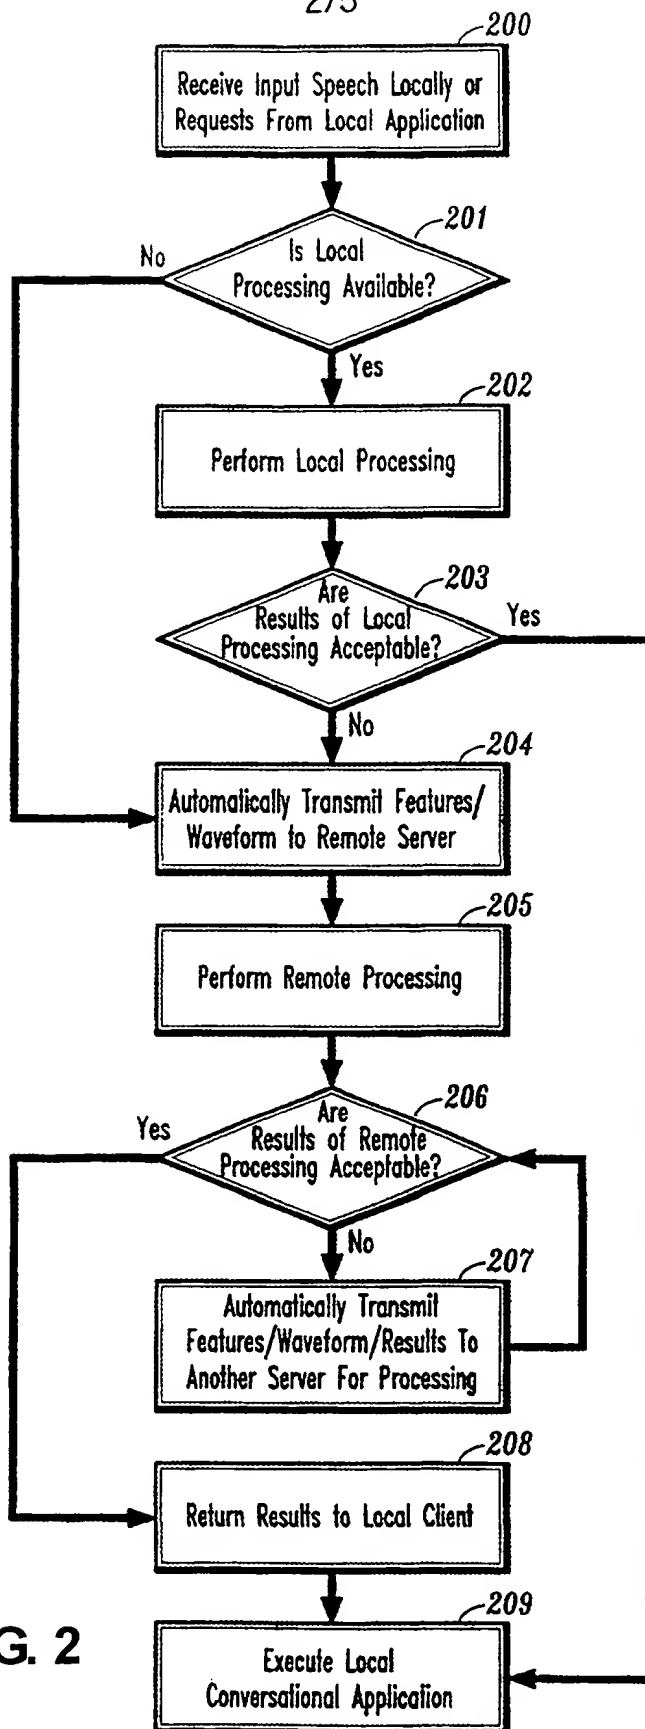 2/5
200
Receive Input Speech Locally or
Requests From Local Application
201
Is Local
Processing Available?
No
Yes
202
Perform Local Processing
203
Are
Results of Local
Processing Acceptable?
Yes
No
204
Automatically Transmit Features/
Waveform to Remote Server
205
Perform Remote Processing
206
Are
Results of Remote
Processing Acceptable?
Yes
No
207
Automatically Transmit
Features/Waveform/Results To
Another Server For Processing
208
Return Results to Local Client
209
Execute Local
Conversational Application
G. 2